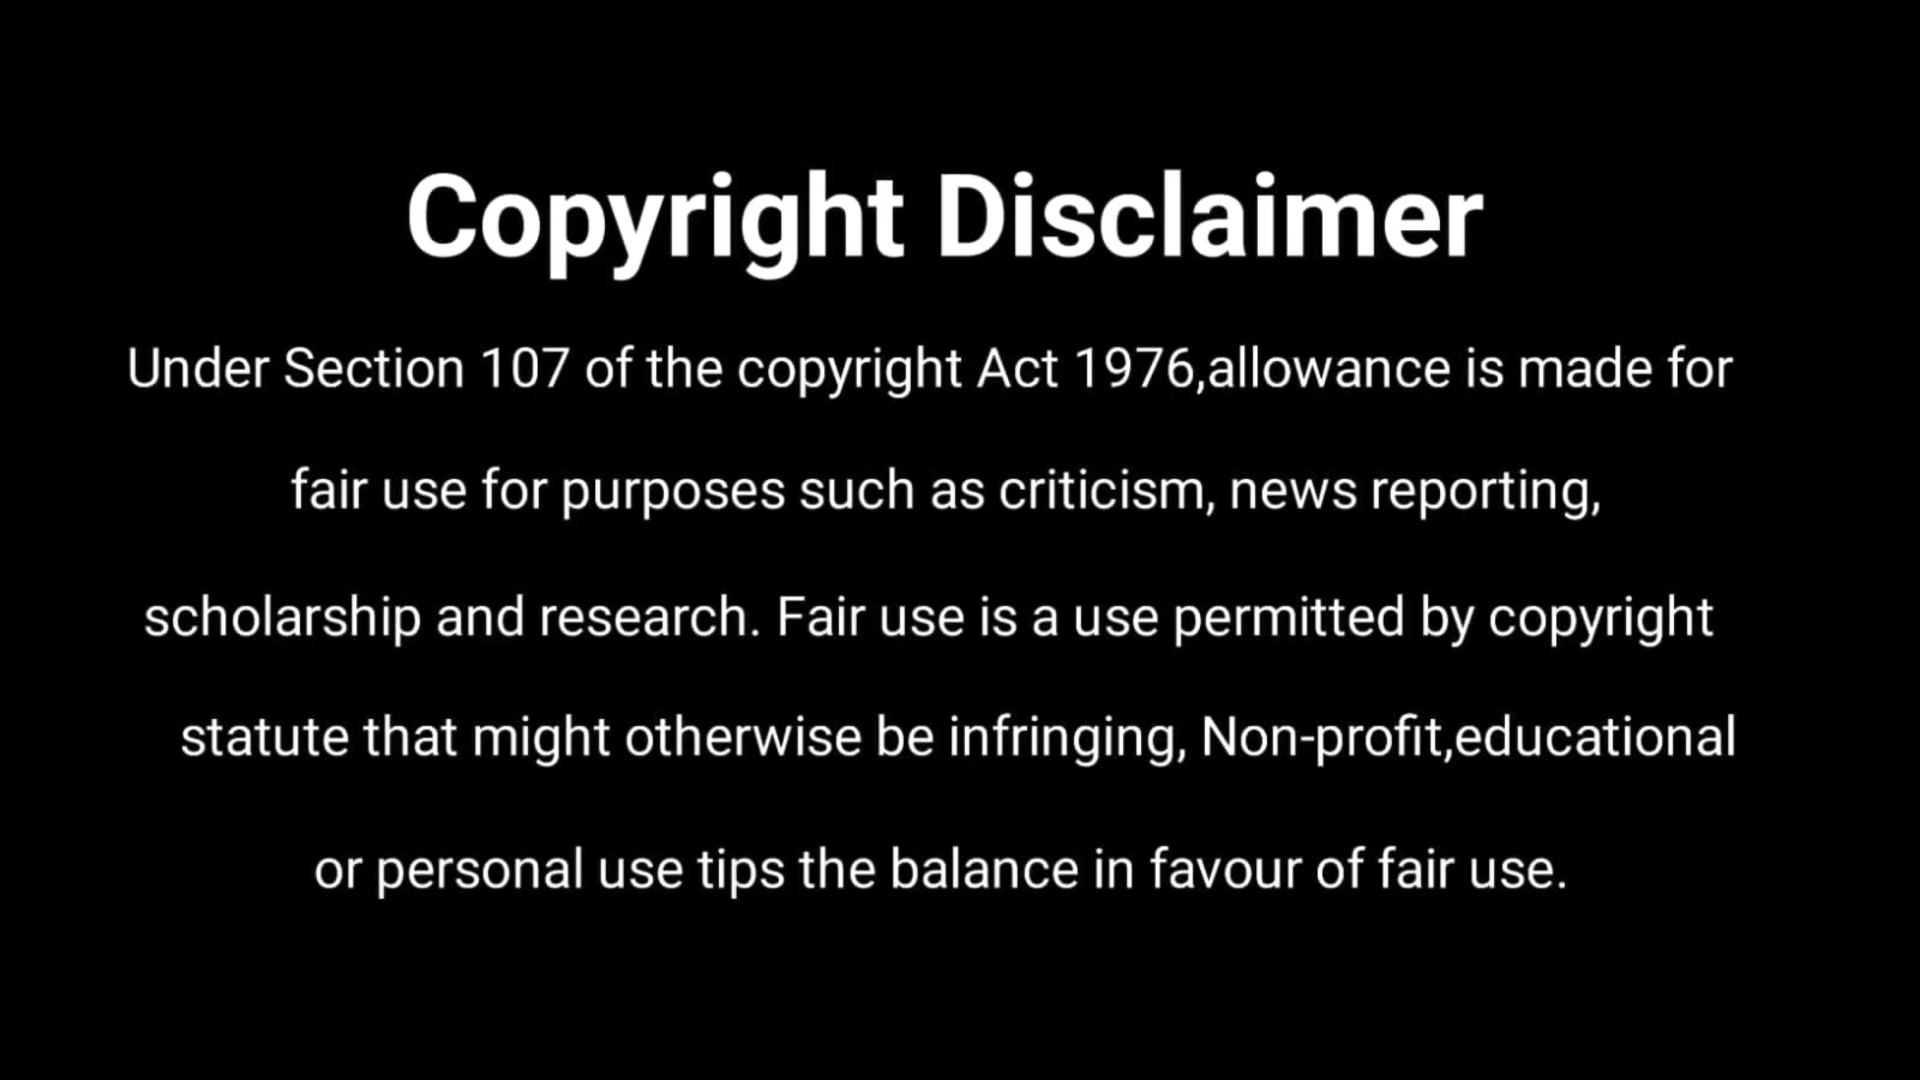 Copyright Disclaimer
Under Section 107 of the copyright Act 1976,allowance is made for
fair use for purposes such as criticism, news reporting,
scholarship and research. Fair use is a use permitted by copyright
statute that might otherwise be infringing, Non-profit,educational
or personal use tips the balance in favour of fair use.